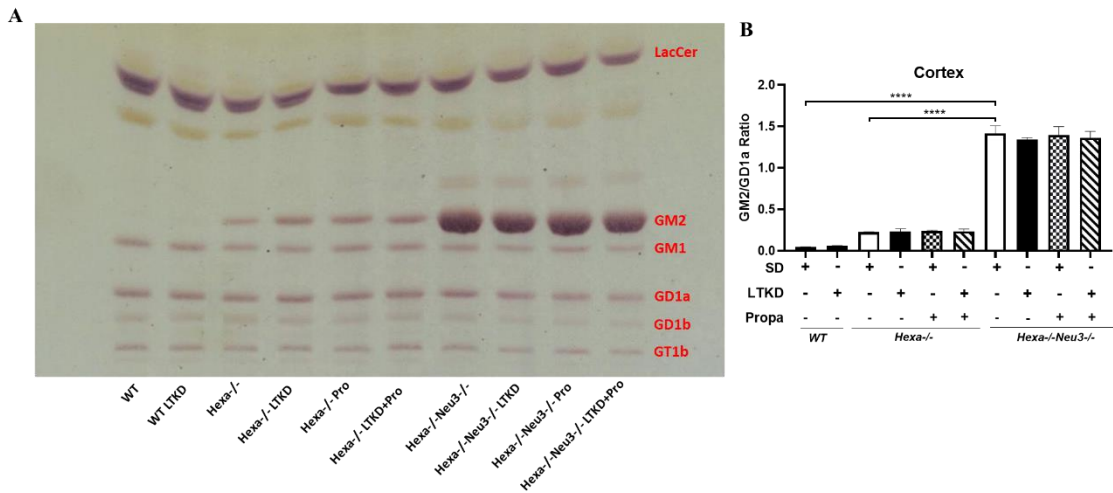 A
LacCer
GM2
GM1
GD1a
GD1b
GT1b
WT
WT LTKD
Hexa-/-
Hexa-/- LTKD
Hexa-/- Pro
Hexa-/- LTKD+Pro
Hexa-/-Neu3-/-
Hexa-/-Neu3-/- LTKD
Hexa-/-Neu3-/- Pro
Hexa-/-Neu3-/- LTKD+Pro
B
Cortex
****
****
GM2/GD1a Ratio
2.0
1.5
1.0
0.5
0.0
SD + - + - + - + - + -
LTKD - + - + - + - + - +
Propa - - - - + + - - + +
WT Hexa-/- Hexa-/-Neu3-/-